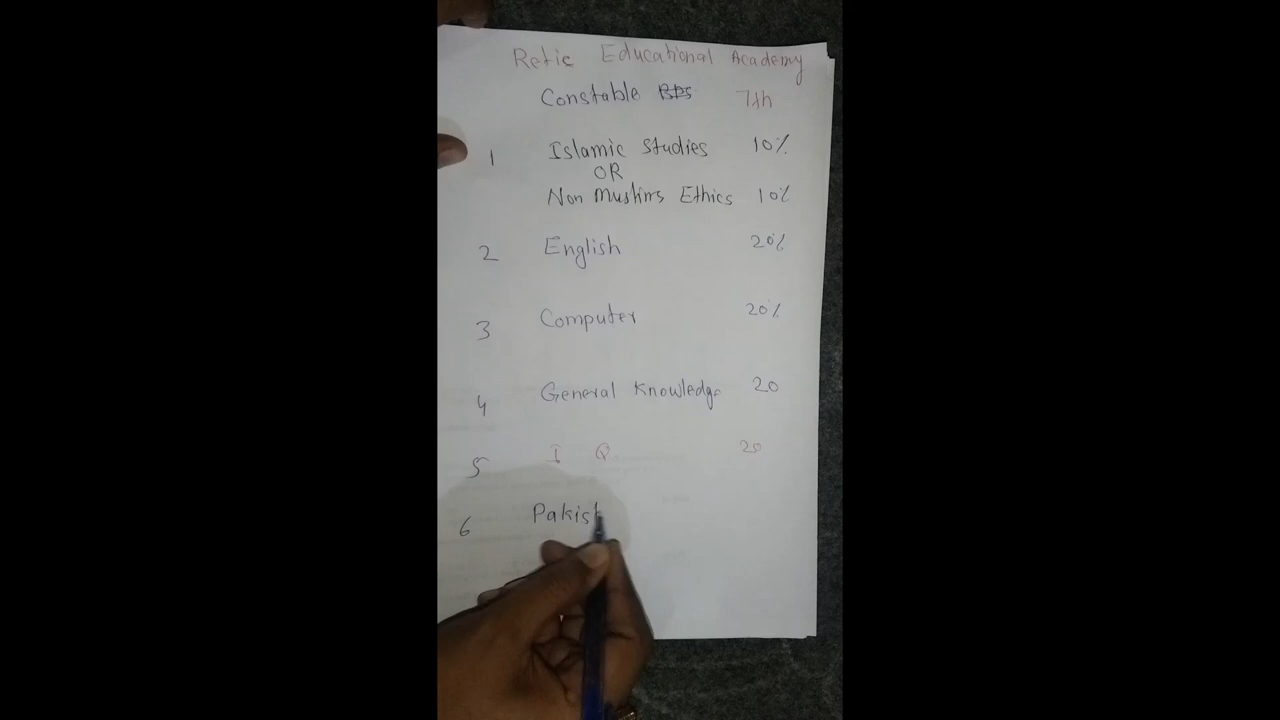 Retic Educational Academy
Constable BPS 7th
1 Islamic Studies 10%
OR
Non Muslims Ethics 10%
2 English 20%
3 Computer 20%
4 General Knowledge 20
5 I Q 20
6 Pakist